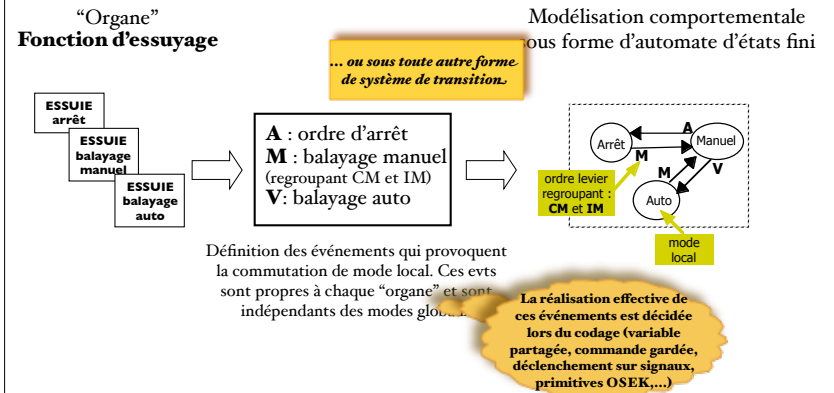 “Organe”
Fonction d’essuyage
Modélisation comportementale
sous forme d’automate d’états fini
... ou sous toute autre forme
de système de transition
ESSUIE
arrêt
ESSUIE
balayage
manuel
ESSUIE
balayage
auto
A : ordre d’arrêt
M : balayage manuel
(regroupant CM et IM)
V: balayage auto
Arrêt
A
Manuel
M
M
V
Auto
ordre levier
regroupant :
CM et IM
mode
local
Définition des événements qui provoquent
la commutation de mode local. Ces evts
sont propres à chaque “organe” et sont
indépendants des modes
La réalisation effective de
ces événements est décidée
lors du codage (variable
partagée, commande gardée,
déclenchement sur signaux,
primitives OSEK,...)